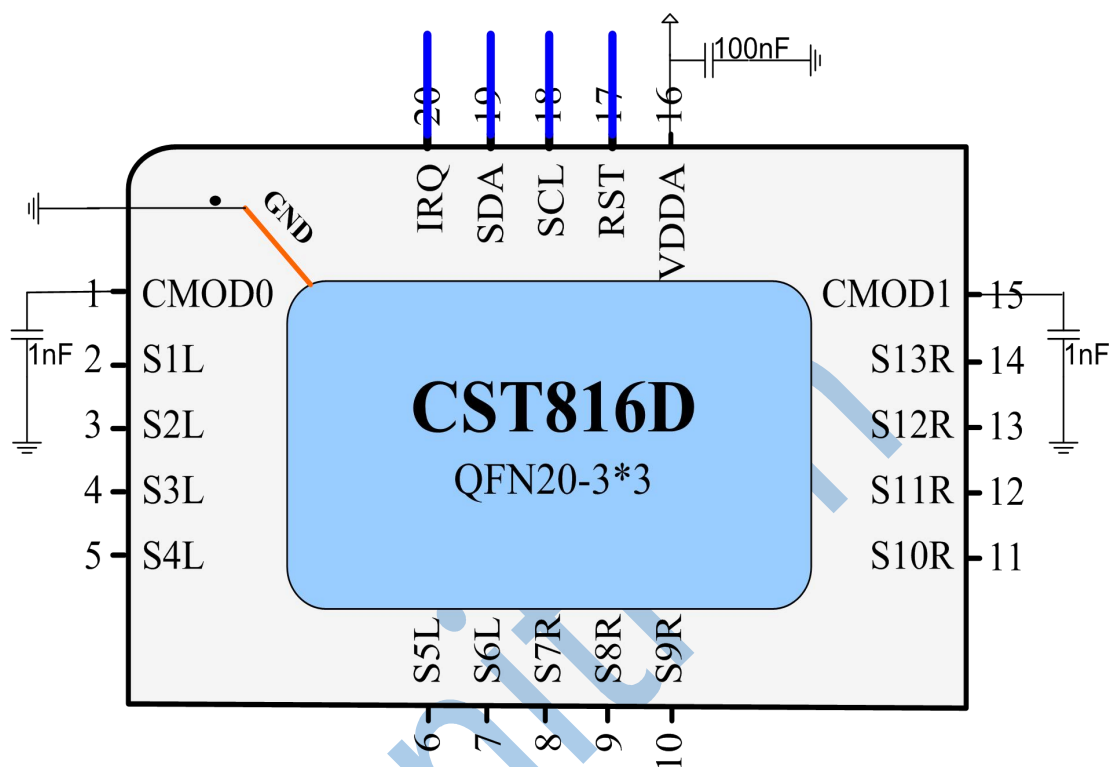 100nF
20 19 18 17 16
IRQ SDA SCL RST VDDA
GND
1 CMOD0 CMOD1 15
1nF 1nF
2 S1L S13R 14
CST816D
3 S2L S12R 13
QFN20-3*3
4 S3L S11R 12
5 S4L S10R 11
S5L S6L S7R S8R S9R
6 7 8 9 10